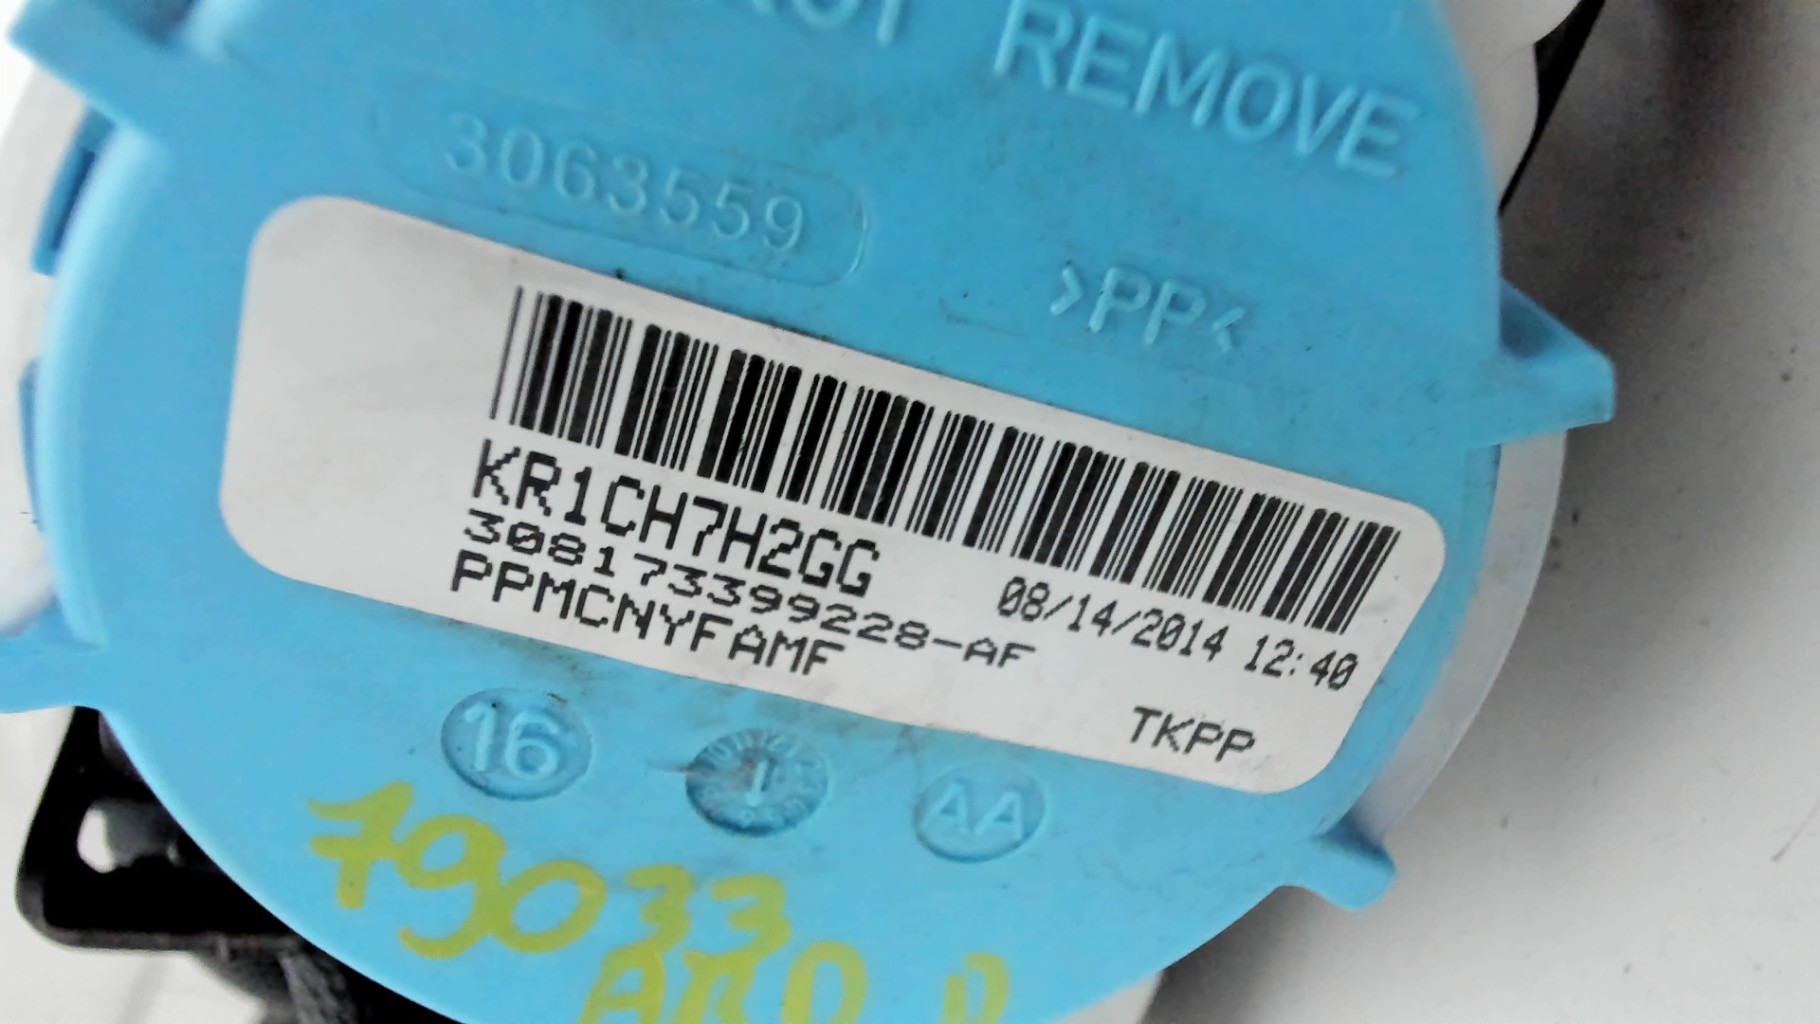 REMOVE
3063559
>PP<
KR1CH7H2GG
308173399228-AF 08/14/2014 12:40
PPMCNYFAMF
TKPP
16
AA
79033